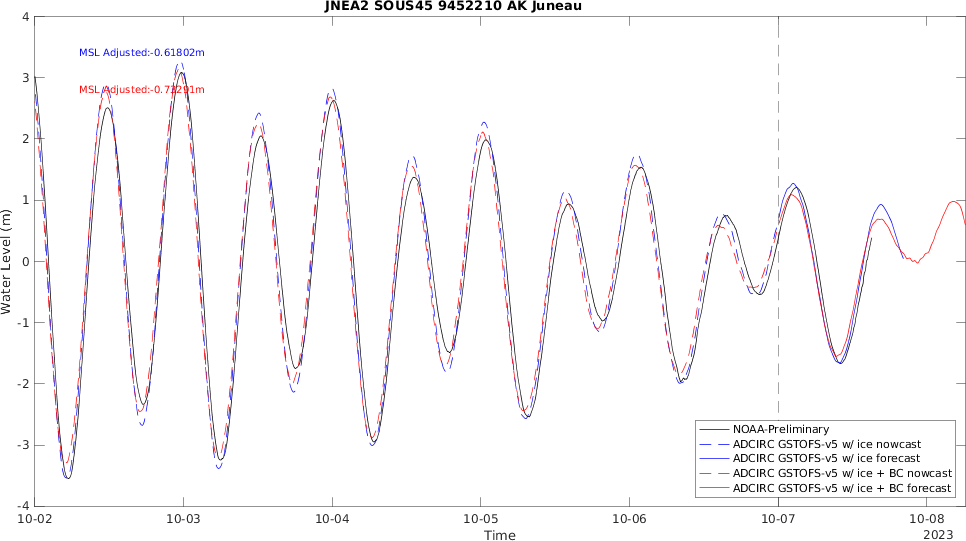 JNEA2 SOUS45 9452210 AK Juneau
MSL Adjusted:-0.61802m
MSL Adjusted:-0.73291m
4
3
2
1
0
-1
-2
-3
-4
Water Level (m)
10-02 10-03 10-04 10-05 10-06 10-07 10-08
Time
2023
NOAA-Preliminary
ADCIRC GSTOFS-v5 w/ ice nowcast
ADCIRC GSTOFS-v5 w/ ice forecast
ADCIRC GSTOFS-v5 w/ ice + BC nowcast
ADCIRC GSTOFS-v5 w/ ice + BC forecast